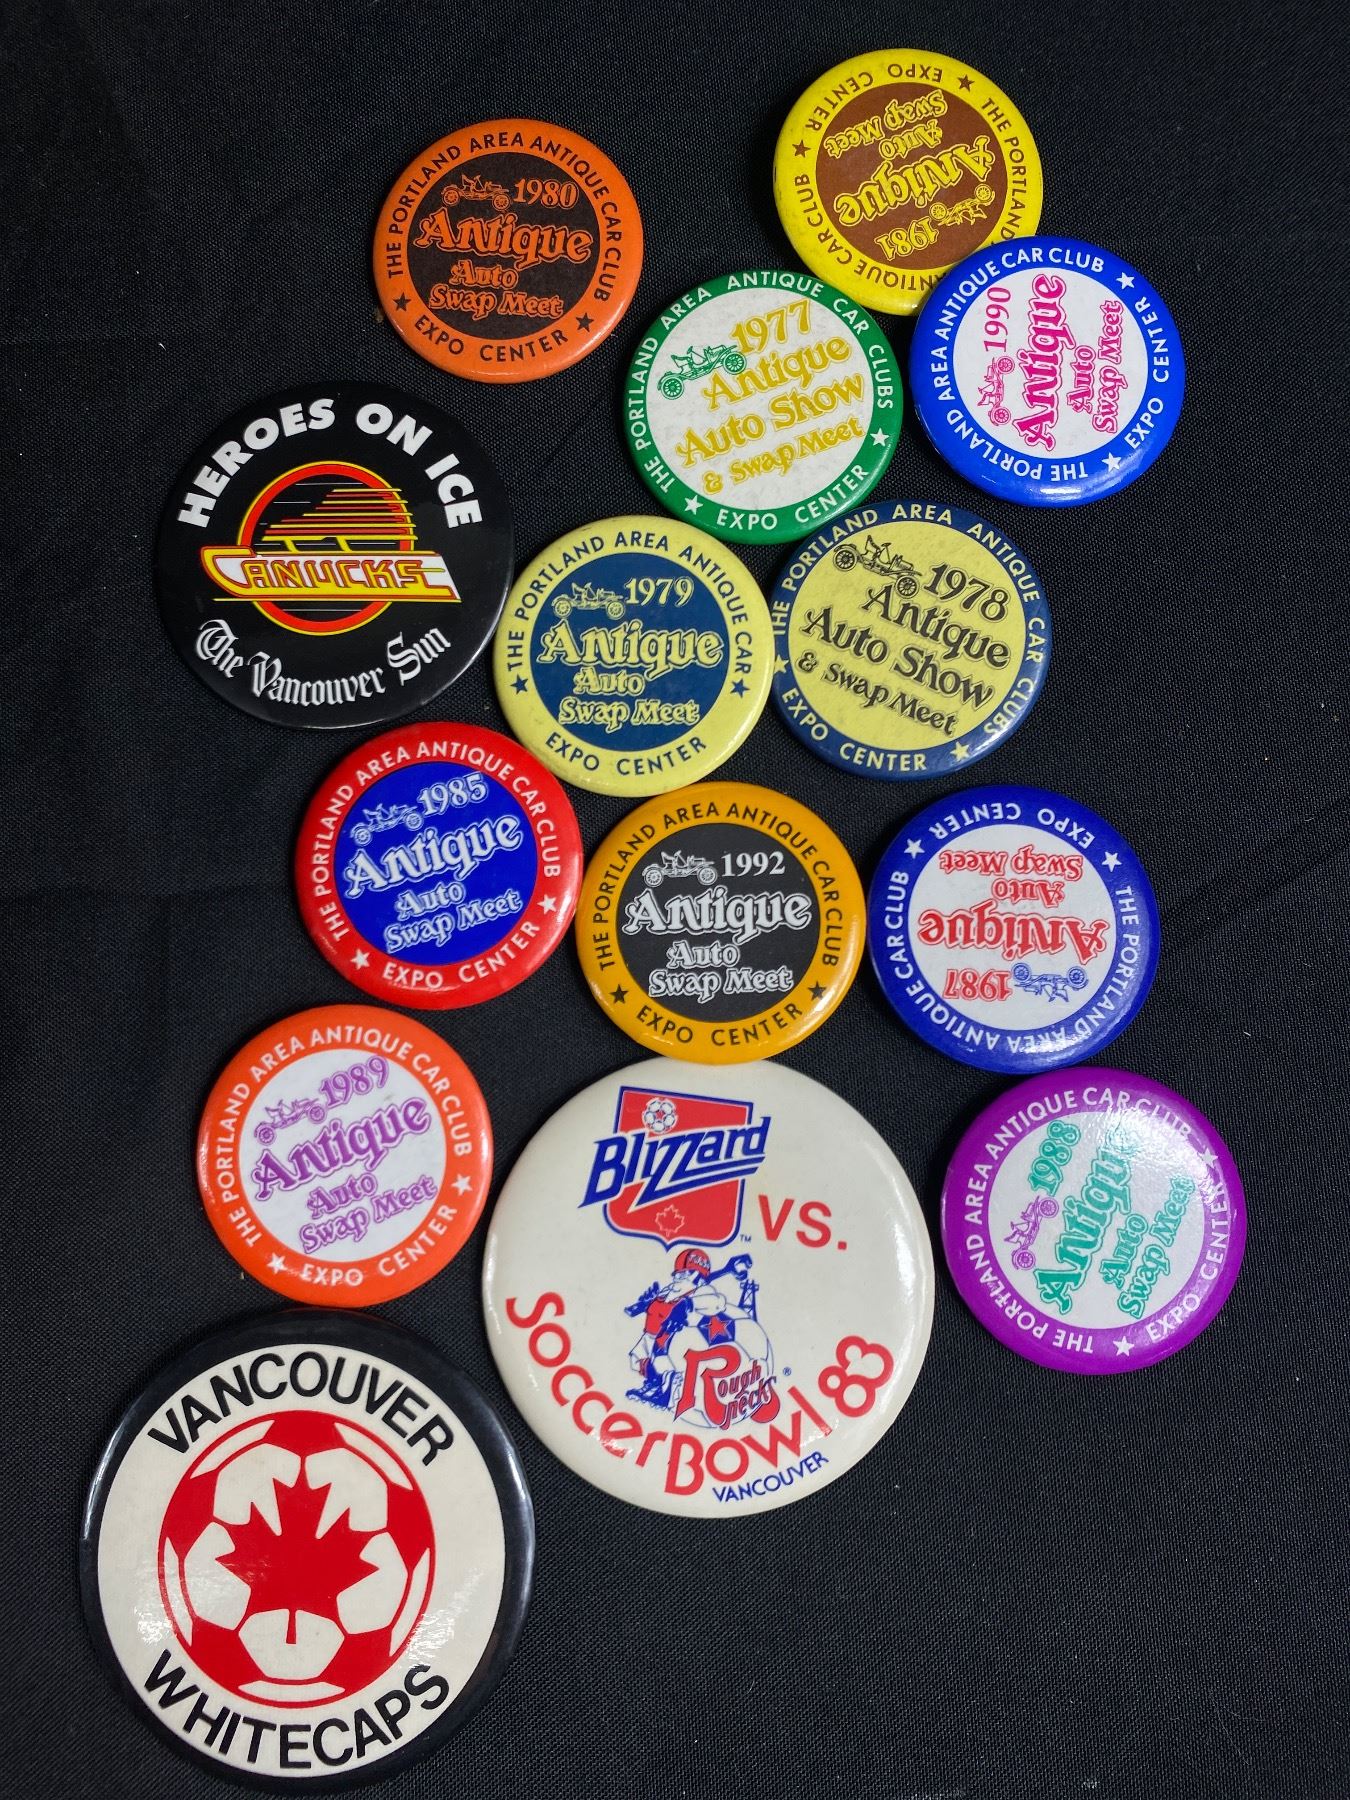 THE PORTLAND AREA ANTIQUE CAR CLUB
1980
Antique
Auto
Swap Meet
★ EXPO CENTER ★
★ THE PORTLAND
ANTIQUE CAR CLUB ★
1981
Antique
Auto
Swap Meet
EXPO CENTER
THE PORTLAND AREA ANTIQUE CAR CLUBS
1977
Antique
Auto Show
& Swap Meet
★ EXPO CENTER ★
THE PORTLAND AREA ANTIQUE CAR CLUB
1990
Antique
Auto
Swap Meet
★ EXPO CENTER ★
HEROES ON ICE
CANUCKS
The Vancouver Sun
★ THE PORTLAND AREA ANTIQUE CAR ★
1979
Antique
Auto
Swap Meet
EXPO CENTER
THE PORTLAND AREA ANTIQUE CAR CLUBS
1978
Antique
Auto Show
& Swap Meet
★ EXPO CENTER ★
THE PORTLAND AREA ANTIQUE CAR CLUB
1985
Antique
Auto
Swap Meet
★ EXPO CENTER ★
THE PORTLAND AREA ANTIQUE CAR CLUB
1992
Antique
Auto
Swap Meet
★ EXPO CENTER ★
THE PORTLAND AREA ANTIQUE CAR CLUB
1987
Antique
Auto
Swap Meet
★ EXPO CENTER ★
THE PORTLAND AREA ANTIQUE CAR CLUB
1989
Antique
Auto
Swap Meet
★ EXPO CENTER ★
Blizzard
™
VS.
Rough
necks
®
Soccer Bowl 83
VANCOUVER
THE PORTLAND AREA ANTIQUE CAR CLUB
1988
Antique
Auto
Swap Meet
★ EXPO CENTER ★
VANCOUVER
WHITECAPS